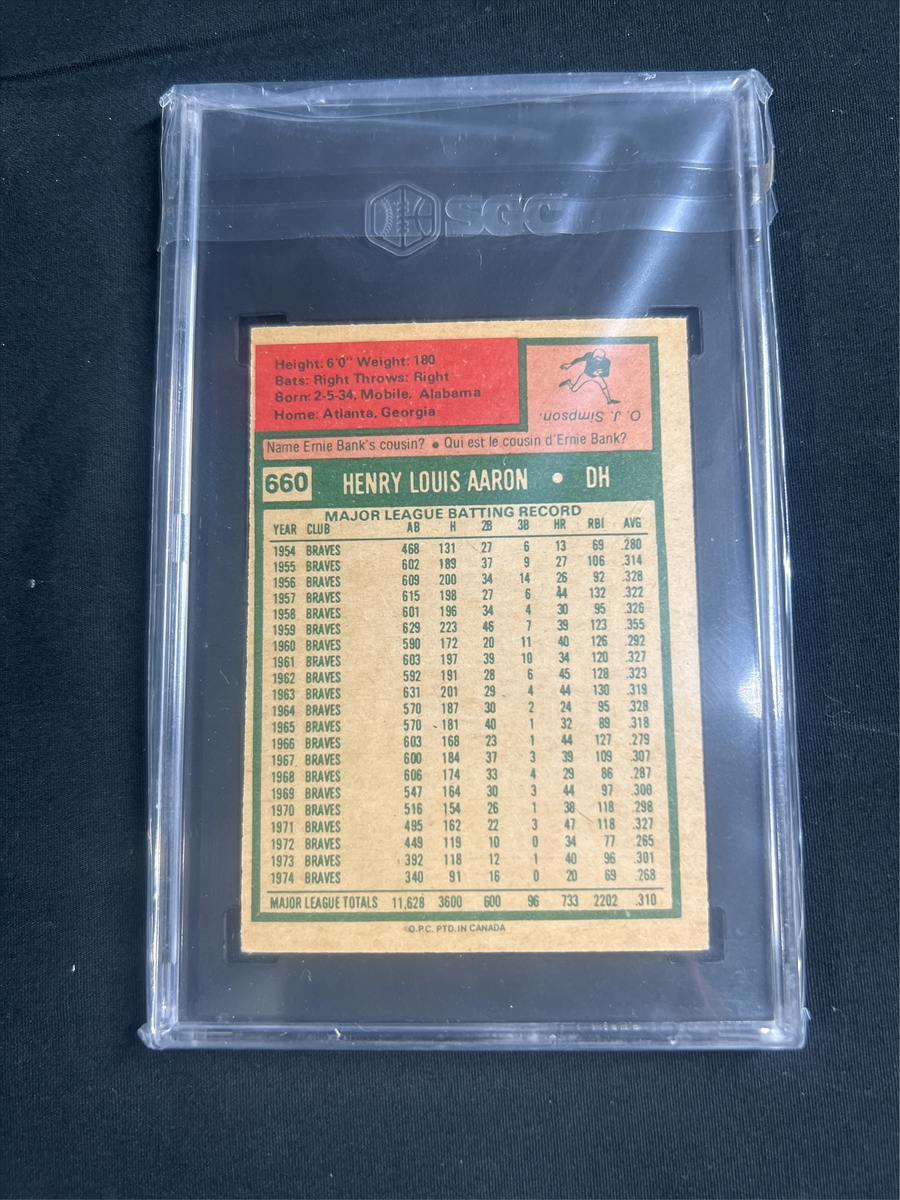 SGC
Height: 6'0" Weight: 180
Bats: Right Throws: Right
Born: 2-5-34, Mobile, Alabama
Home: Atlanta, Georgia
O. J. Simpson.
Name Ernie Bank's cousin? • Qui est le cousin d'Ernie Bank?
660 HENRY LOUIS AARON • DH
MAJOR LEAGUE BATTING RECORD
YEAR CLUB AB H 2B 3B HR RBI AVG
1954 BRAVES 468 131 27 6 13 69 .280
1955 BRAVES 602 189 37 9 27 106 .314
1956 BRAVES 609 200 34 14 26 92 .328
1957 BRAVES 615 198 27 6 44 132 .322
1958 BRAVES 601 196 34 4 30 95 .326
1959 BRAVES 629 223 46 7 39 123 .355
1960 BRAVES 590 172 20 11 40 126 .292
1961 BRAVES 603 197 39 10 34 120 .327
1962 BRAVES 592 191 28 6 45 128 .323
1963 BRAVES 631 201 29 4 44 130 .319
1964 BRAVES 570 187 30 2 24 95 .328
1965 BRAVES 570 181 40 1 32 89 .318
1966 BRAVES 603 168 23 1 44 127 .279
1967 BRAVES 600 184 37 3 39 109 .307
1968 BRAVES 606 174 33 4 29 86 .287
1969 BRAVES 547 164 30 3 44 97 .300
1970 BRAVES 516 154 26 1 38 118 .298
1971 BRAVES 495 162 22 3 47 118 .327
1972 BRAVES 449 119 10 0 34 77 .265
1973 BRAVES 392 118 12 1 40 96 .301
1974 BRAVES 340 91 16 0 20 69 .268
MAJOR LEAGUE TOTALS 11,628 3600 600 96 733 2202 .310
©O.P.C. PTD. IN CANADA